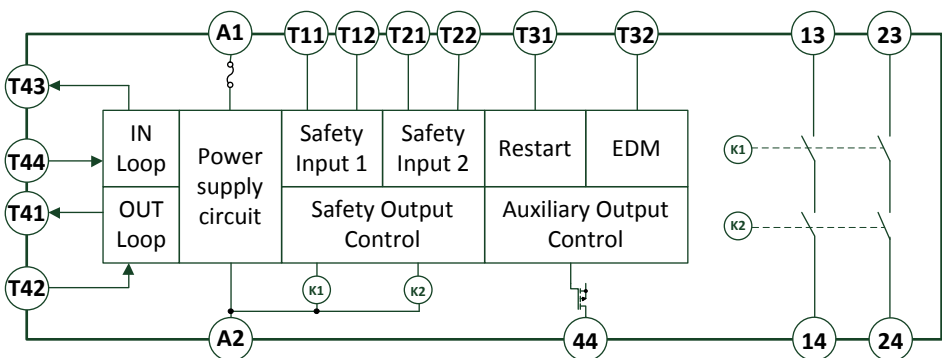 A1
T11
T12
T21
T22
T31
T32
13
23
T43
T44
T41
T42
IN
Loop
OUT
Loop
Power
supply
circuit
Safety
Input 1
Safety
Input 2
Restart
EDM
Safety Output
Control
Auxiliary Output
Control
K1
K2
K1
K2
A2
44
14
24